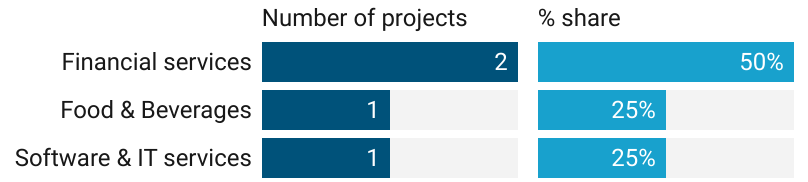 Number of projects % share
Financial services 2 50%
Food & Beverages 1 25%
Software & IT services 1 25%